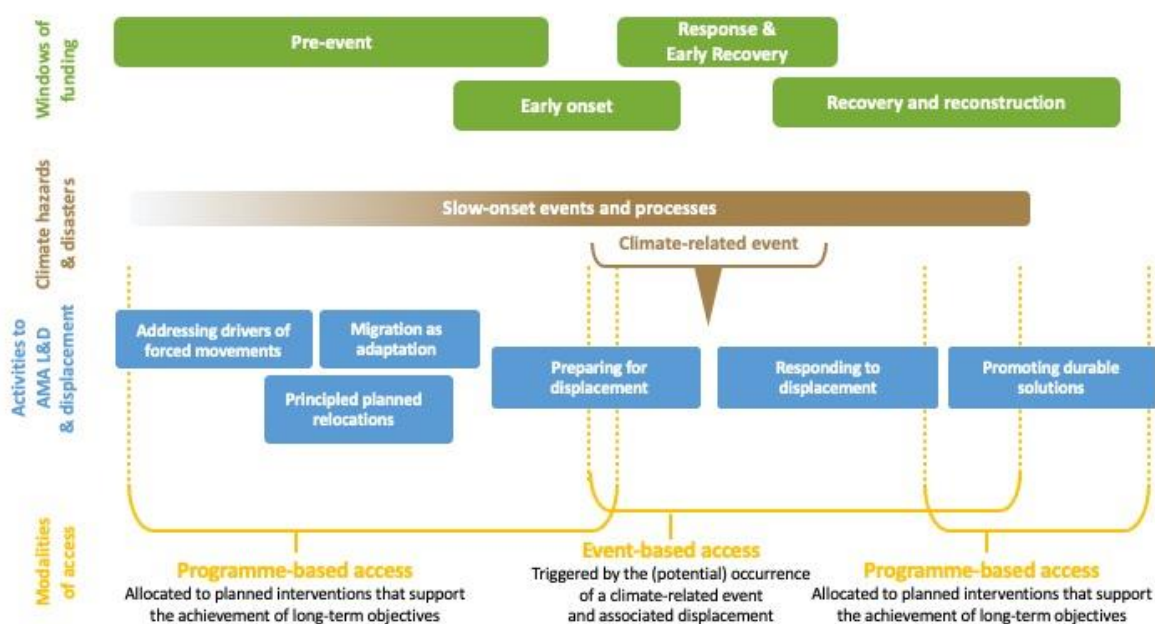 Windows of
funding
Pre-event
Response &
Early Recovery
Early onset
Recovery and reconstruction
Climate hazards
& disasters
Slow-onset events and processes
Climate-related event
Activities to
AMA L&D
& displacement
Addressing drivers of
forced movements
Migration as
adaptation
Principled planned
relocations
Preparing for
displacement
Responding to
displacement
Promoting durable
solutions
Modalities
of access
Programme-based access
Allocated to planned interventions that support
the achievement of long-term objectives
Event-based access
Triggered by the (potential) occurrence
of a climate-related event
and associated displacement
Programme-based access
Allocated to planned interventions that support
the achievement of long-term objectives